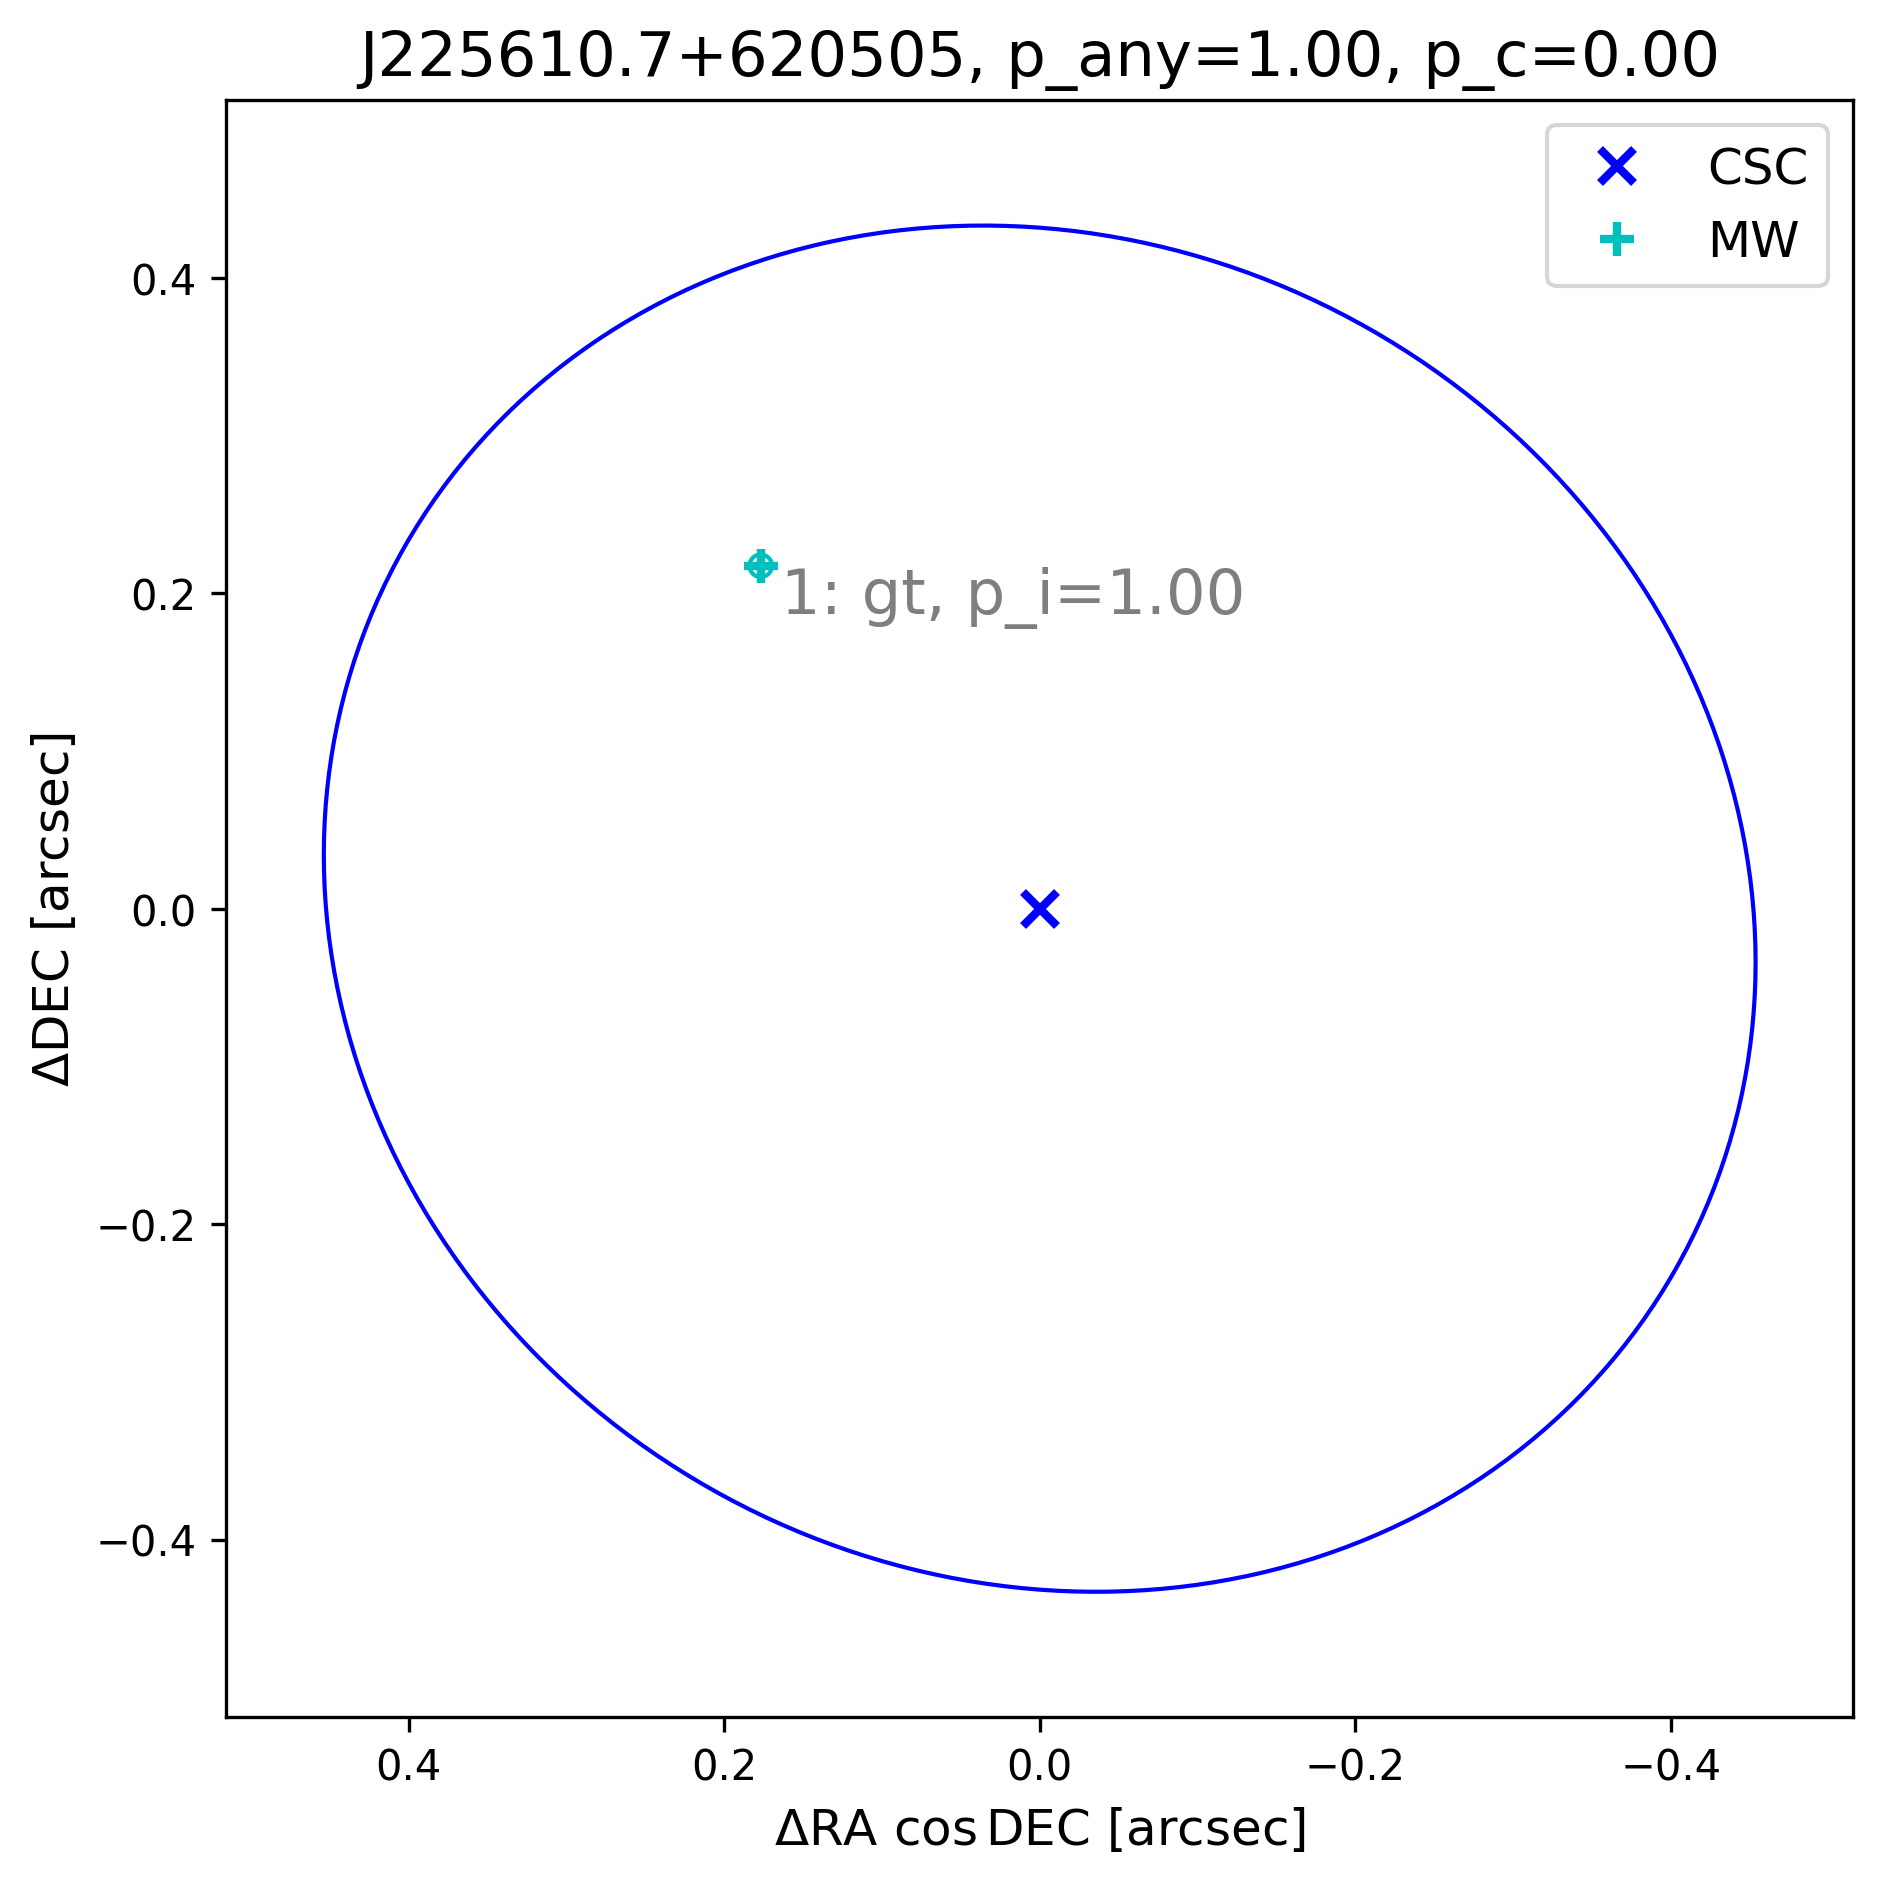 J225610.7+620505, p_any=1.00, p_c=0.00
CSC
MW
0.4
0.2
0.0
−0.2
−0.4
1: gt, p_i=1.00
ΔDEC [arcsec]
0.4 0.2 0.0 −0.2 −0.4
ΔRA cos DEC [arcsec]